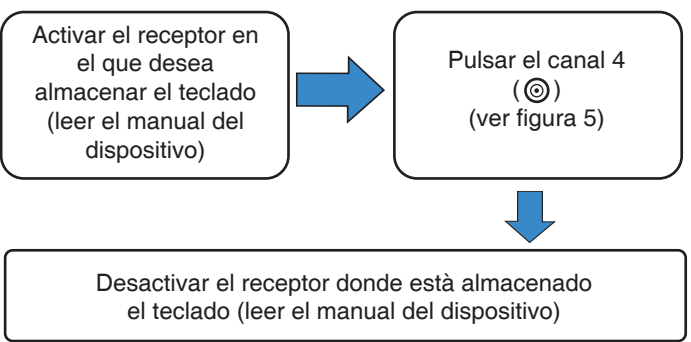 Activar el receptor en
el que desea
almacenar el teclado
(leer el manual del
dispositivo)
Pulsar el canal 4
(◎)
(ver figura 5)
Desactivar el receptor donde està almacenado
el teclado (leer el manual del dispositivo)